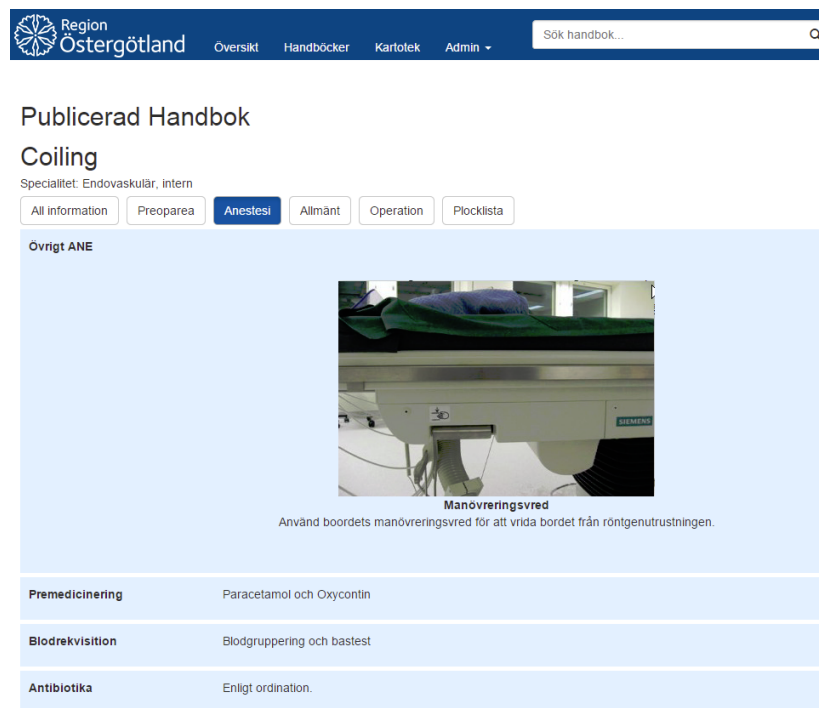 Region
Östergötland
Översikt Handböcker Kartotek Admin
Sök handbok...
Publicerad Handbok
Coiling
Specialitet: Endovaskulär, intern
All information Preoparea Anestesi Allmänt Operation Plocklista
Övrigt ANE
SIEMENS
Manövreringsvred
Använd boordets manövreringsvred för att vrida bordet från röntgenutrustningen.
Premedicinering Paracetamol och Oxycontin
Blodrekvisition Blodgruppering och bastest
Antibiotika Enligt ordination.